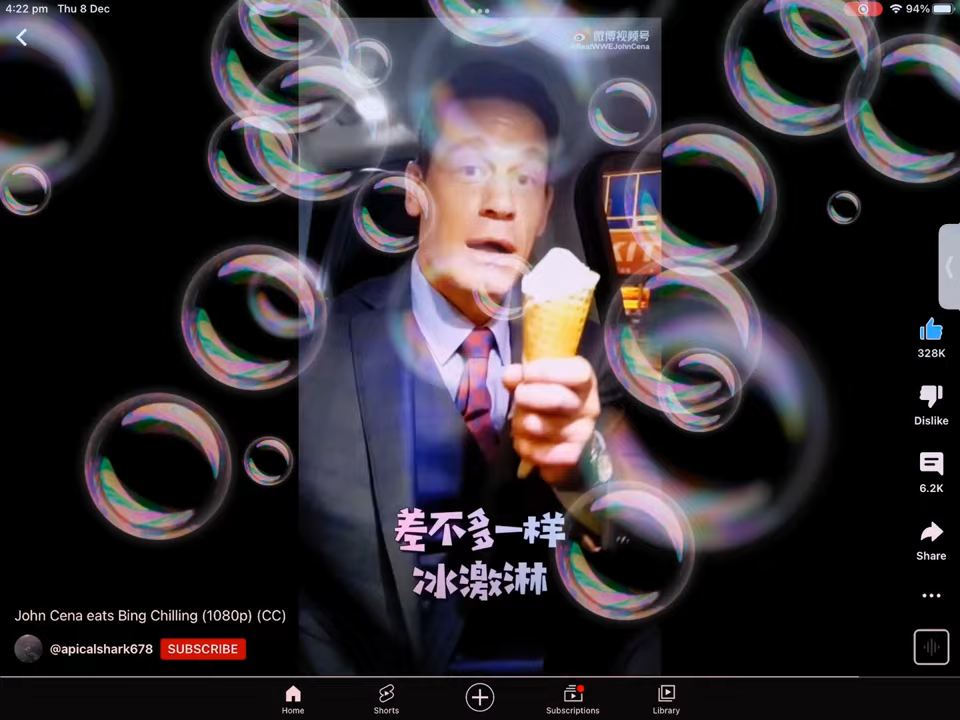 4:22 pm Thu 8 Dec
94%
微博视频号
@RealWWEJohnCena
KIT
328K
Dislike
6.2K
差不多一样
冰激淋
Share
John Cena eats Bing Chilling (1080p) (CC)
@apicalshark678 SUBSCRIBE
Home Shorts Subscriptions Library